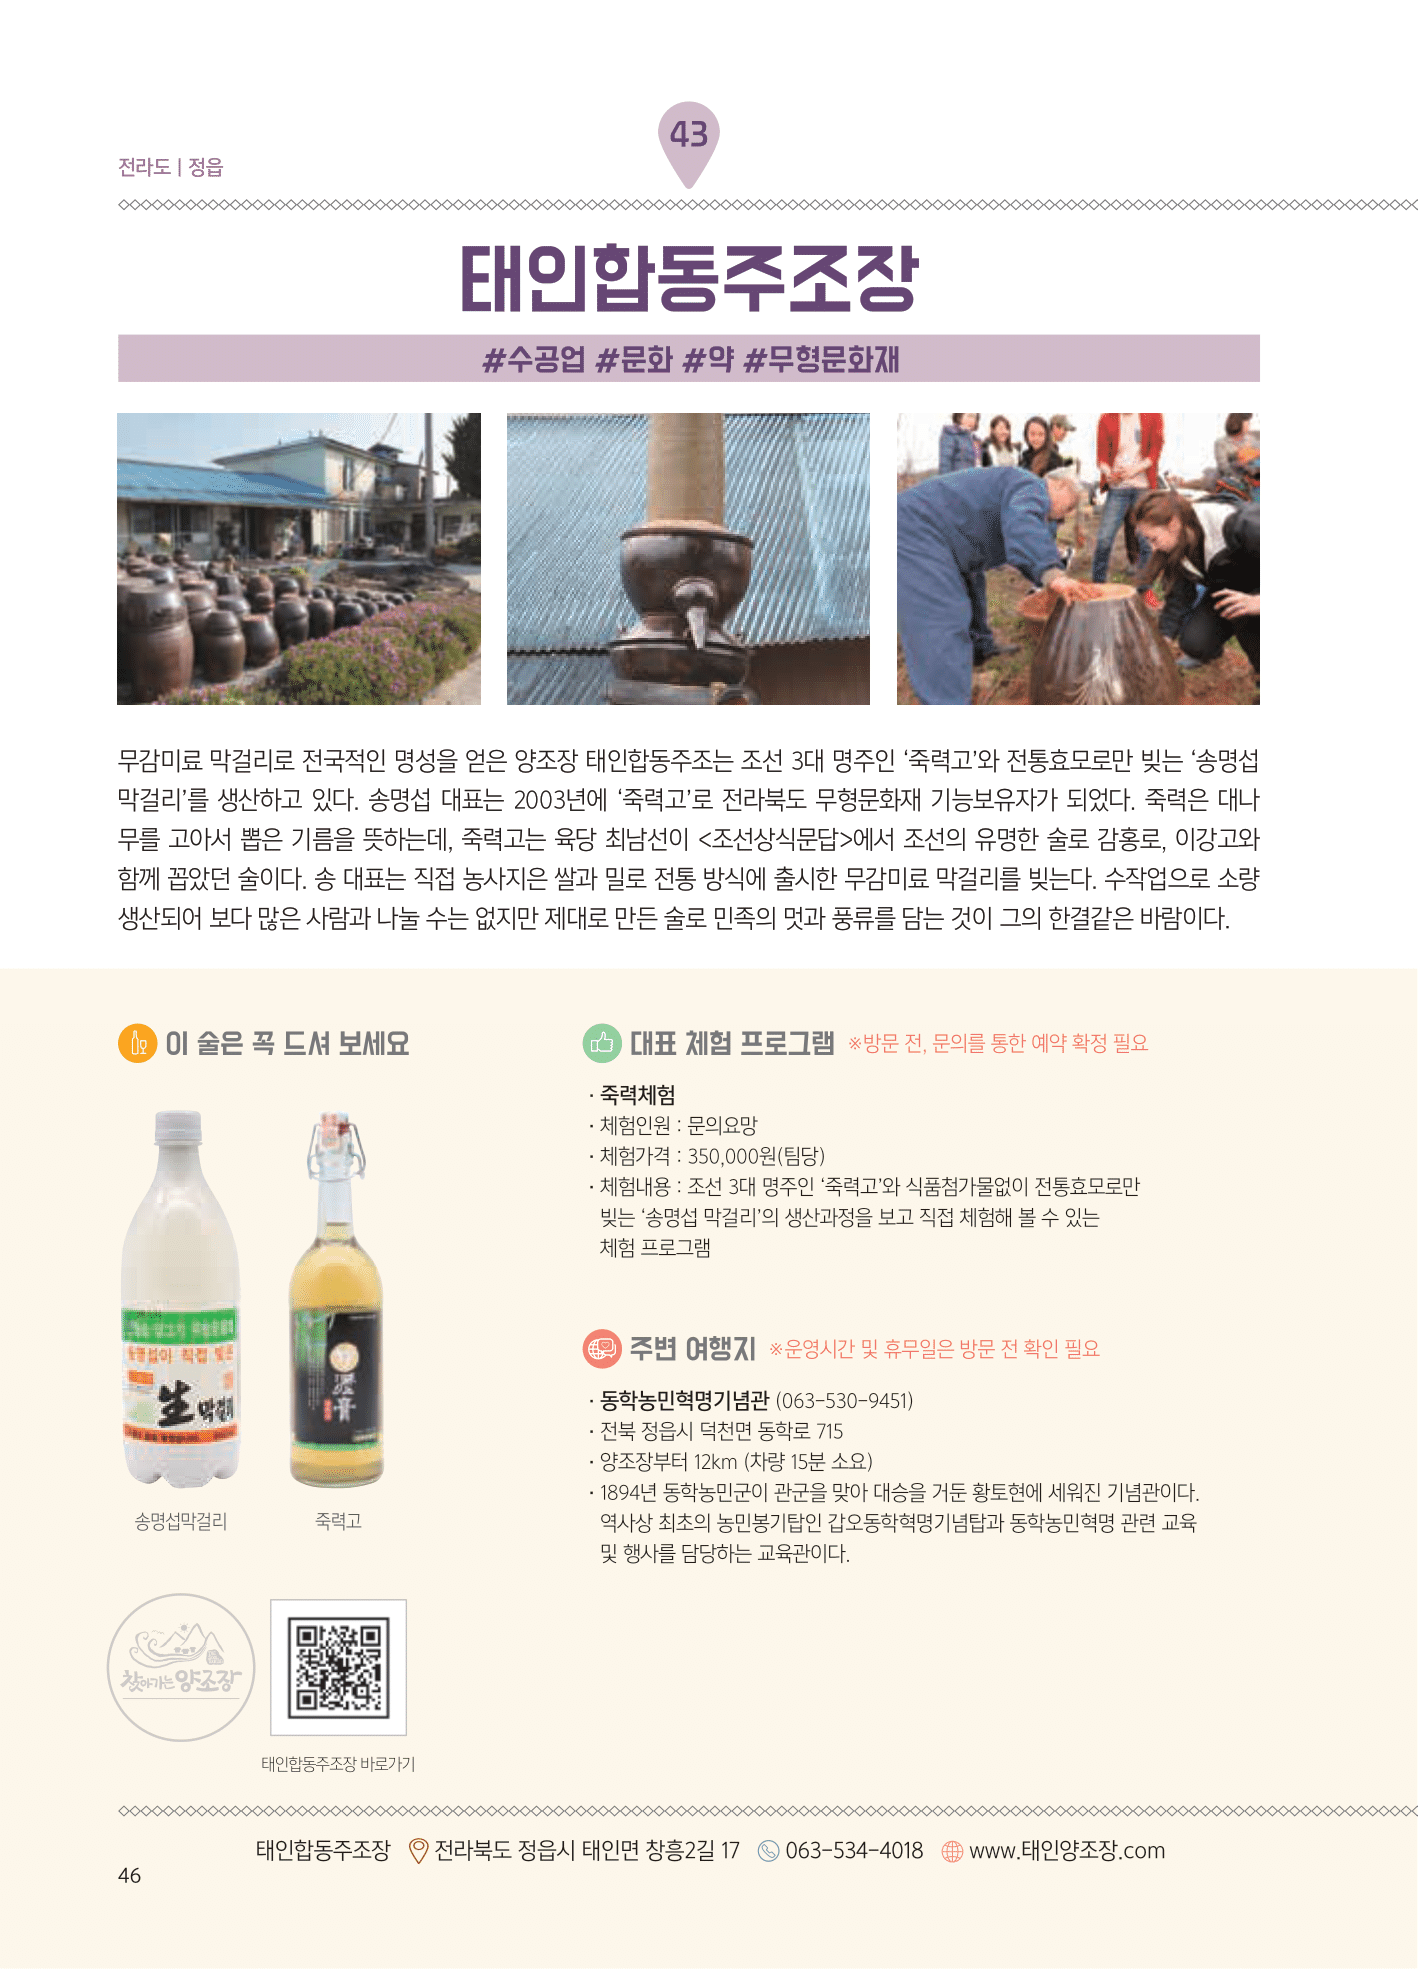 43
전라도 | 정읍
태인합동주조장
#수공업 #문화 #약 #무형문화재
무감미료 막걸리로 전국적인 명성을 얻은 양조장 태인합동주조는 조선 3대 명주인 ‘죽력고’와 전통효모로만 빚는 ‘송명섭
막걸리’를 생산하고 있다. 송명섭 대표는 2003년에 ‘죽력고’로 전라북도 무형문화재 기능보유자가 되었다. 죽력은 대나
무를 고아서 뽑은 기름을 뜻하는데, 죽력고는 육당 최남선이 <조선상식문답>에서 조선의 유명한 술로 감홍로, 이강고와
함께 꼽았던 술이다. 송 대표는 직접 농사지은 쌀과 밀로 전통 방식에 출시한 무감미료 막걸리를 빚는다. 수작업으로 소량
생산되어 보다 많은 사람과 나눌 수는 없지만 제대로 만든 술로 민족의 멋과 풍류를 담는 것이 그의 한결같은 바람이다.
이 술은 꼭 드셔 보세요
生 막걸리
송명섭막걸리
죽력고
찾아가는 양조장
태인합동주조장 바로가기
대표 체험 프로그램 ※방문 전, 문의를 통한 예약 확정 필요
· 죽력체험
· 체험인원 : 문의요망
· 체험가격 : 350,000원(팀당)
· 체험내용 : 조선 3대 명주인 ‘죽력고’와 식품첨가물없이 전통효모로만
빚는 ‘송명섭 막걸리’의 생산과정을 보고 직접 체험해 볼 수 있는
체험 프로그램
주변 여행지 ※운영시간 및 휴무일은 방문 전 확인 필요
· 동학농민혁명기념관 (063-530-9451)
· 전북 정읍시 덕천면 동학로 715
· 양조장부터 12km (차량 15분 소요)
· 1894년 동학농민군이 관군을 맞아 대승을 거둔 황토현에 세워진 기념관이다.
역사상 최초의 농민봉기탑인 갑오동학혁명기념탑과 동학농민혁명 관련 교육
및 행사를 담당하는 교육관이다.
태인합동주조장 전라북도 정읍시 태인면 창흥2길 17 063-534-4018 www.태인양조장.com
46